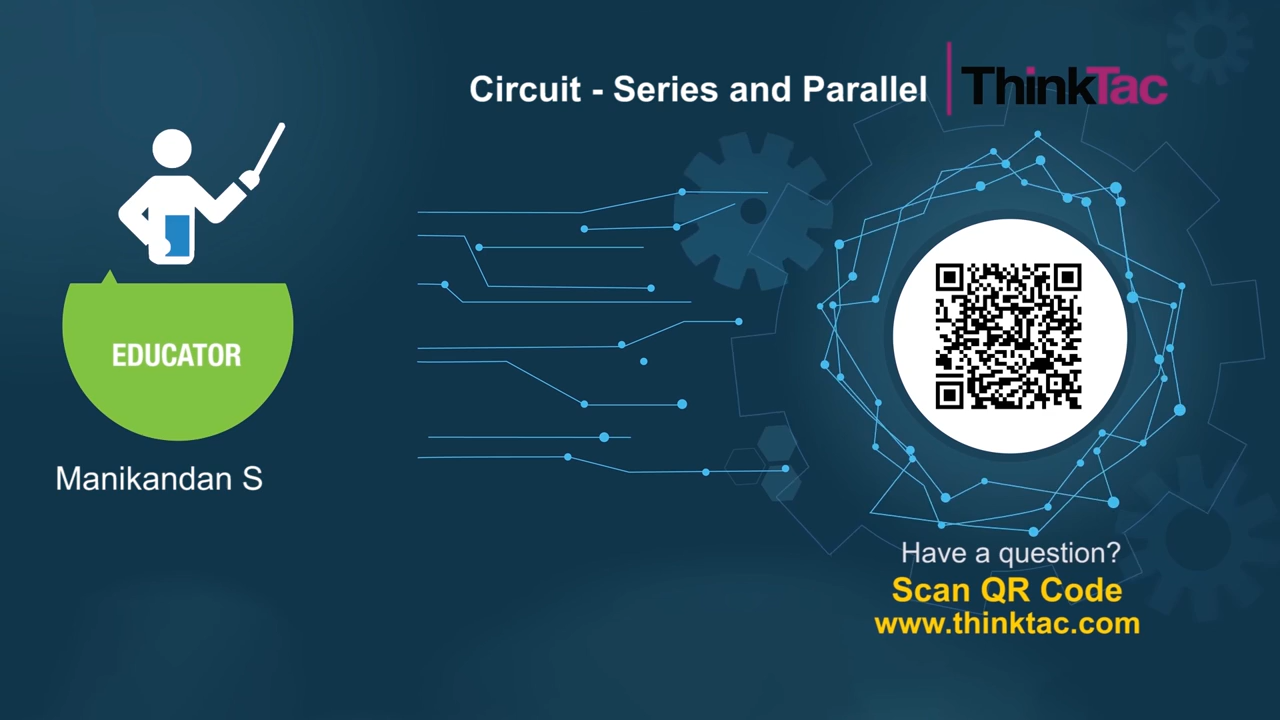 Circuit - Series and Parallel
ThinkTac
EDUCATOR
Manikandan S
Have a question?
Scan QR Code
www.thinktac.com